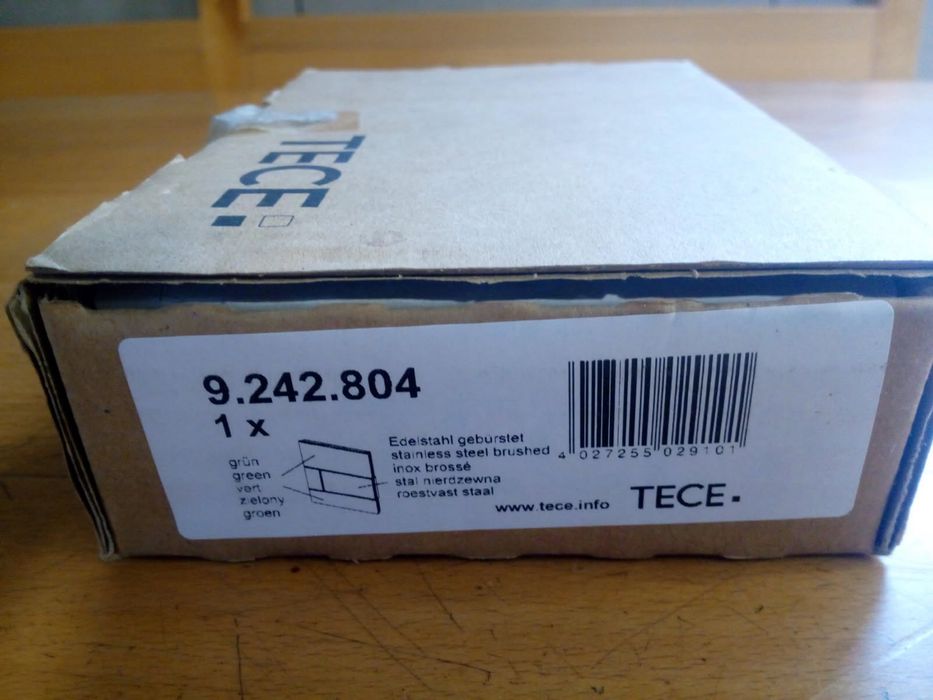 TECE.
9.242.804
1 x
grün
green
vert
zielony
groen
Edelstahl gebürstet
stainless steel brushed
inox brossé
stal nierdzewna
roestvast staal
4 027255 029101
www.tece.info
TECE.